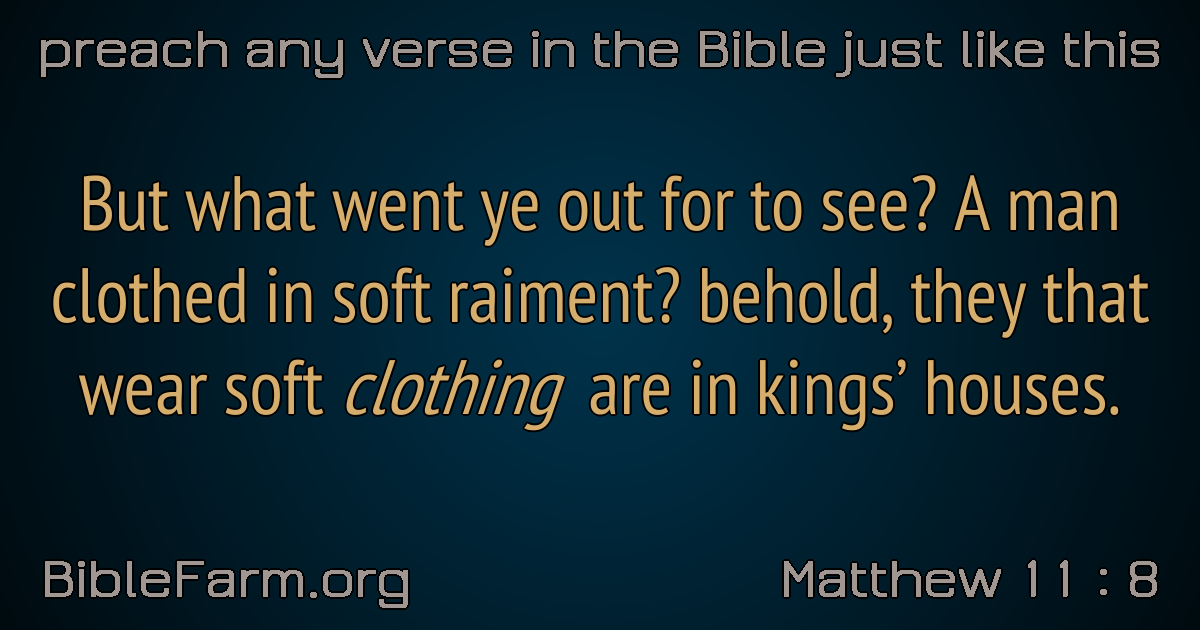 preach any verse in the Bible just like this
But what went ye out for to see? A man
clothed in soft raiment? behold, they that
wear soft clothing are in kings’ houses.
BibleFarm.org
Matthew 11 : 8